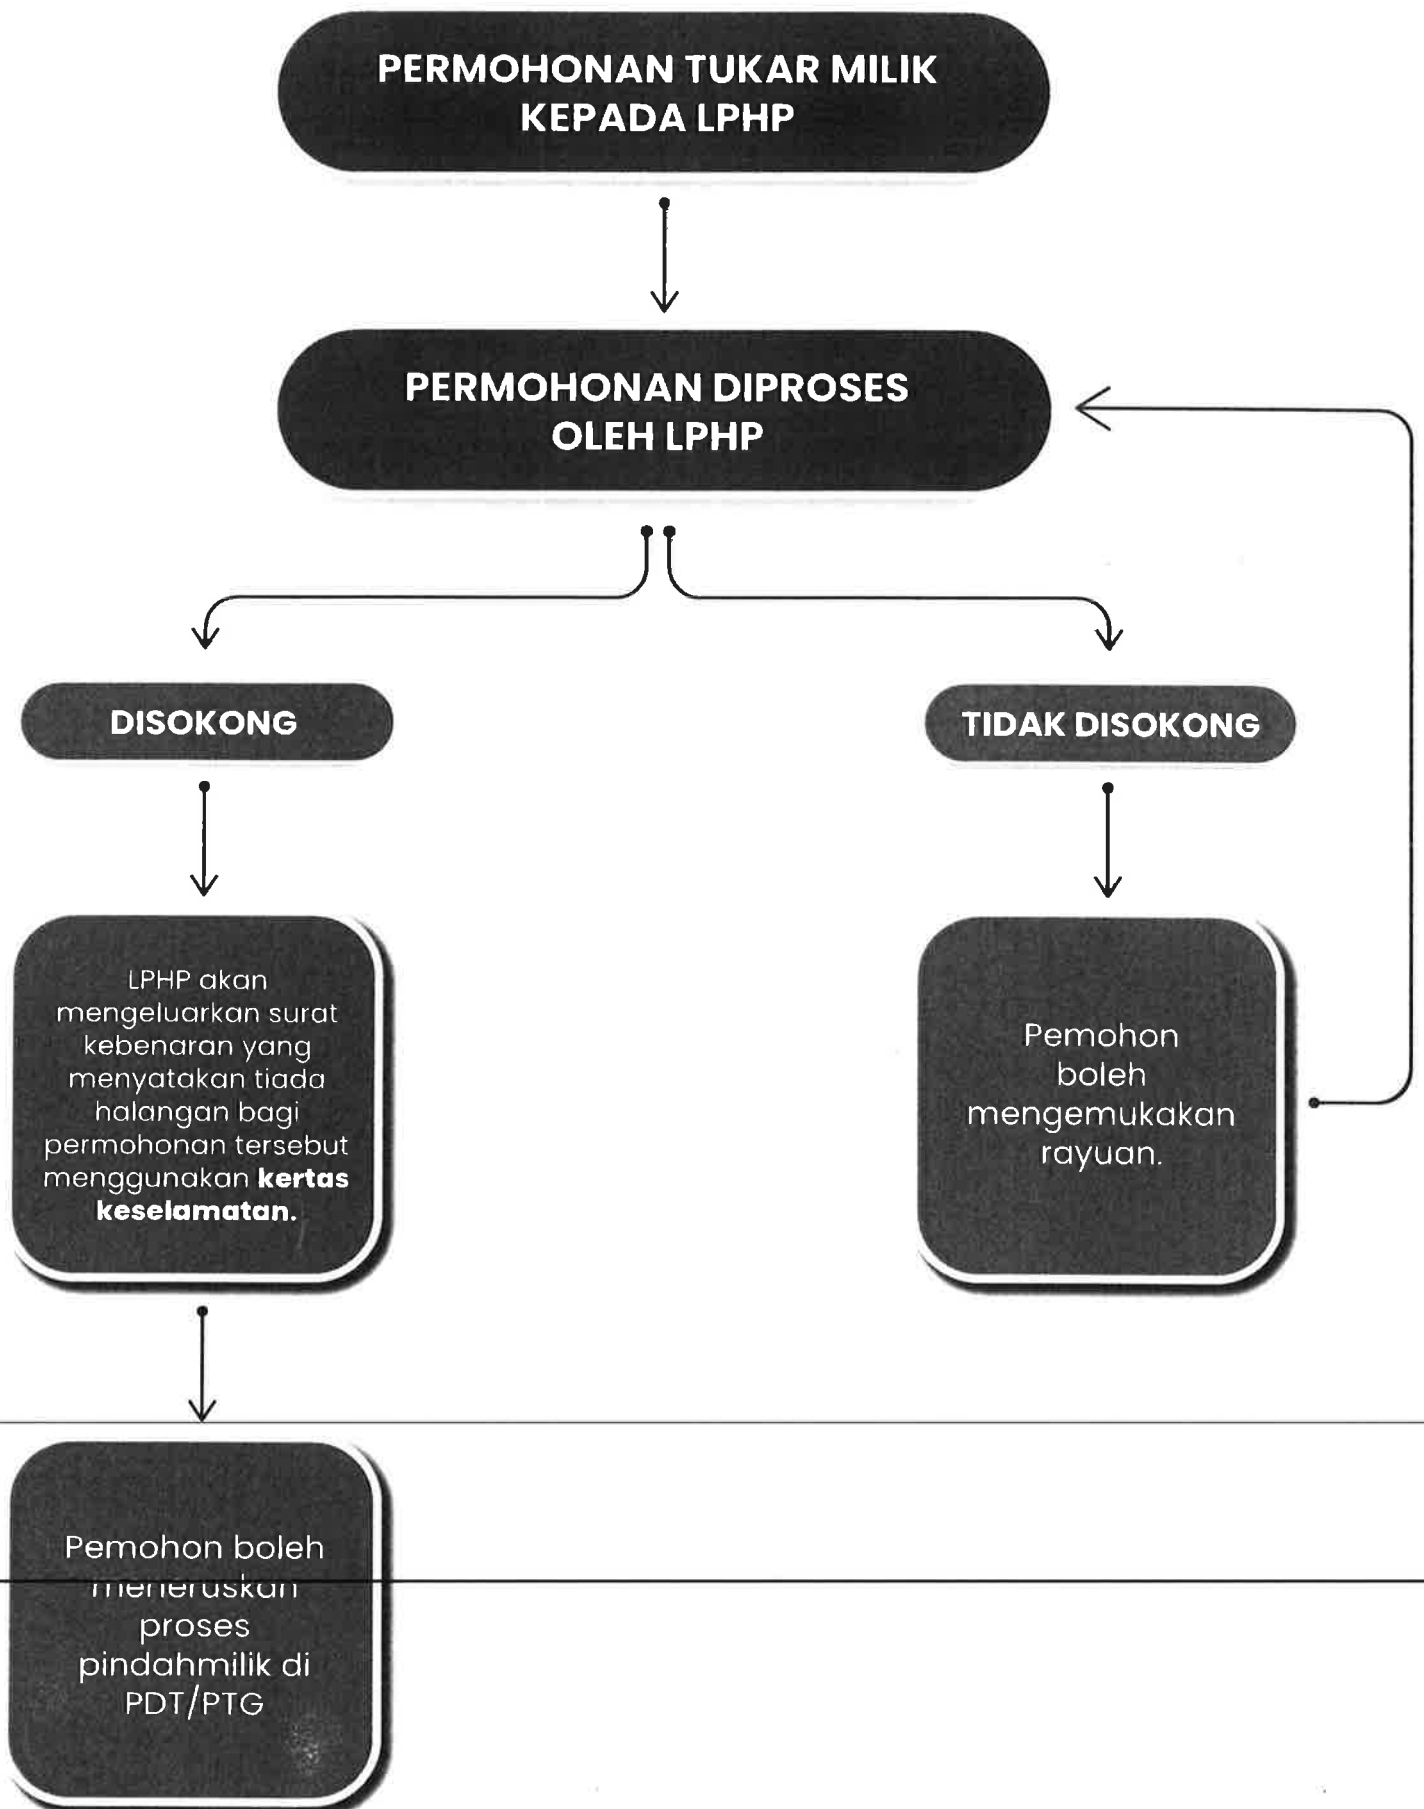 PERMOHONAN TUKAR MILIK
KEPADA LPHP
PERMOHONAN DIPROSES
OLEH LPHP
DISOKONG
TIDAK DISOKONG
LPHP akan
mengeluarkan surat
kebenaran yang
menyatakan tiada
halangan bagi
permohonan tersebut
menggunakan kertas
keselamatan.
Pemohon
boleh
mengemukakan
rayuan.
Pemohon boleh
meneruskan
proses
pindahmilik di
PDT/PTG